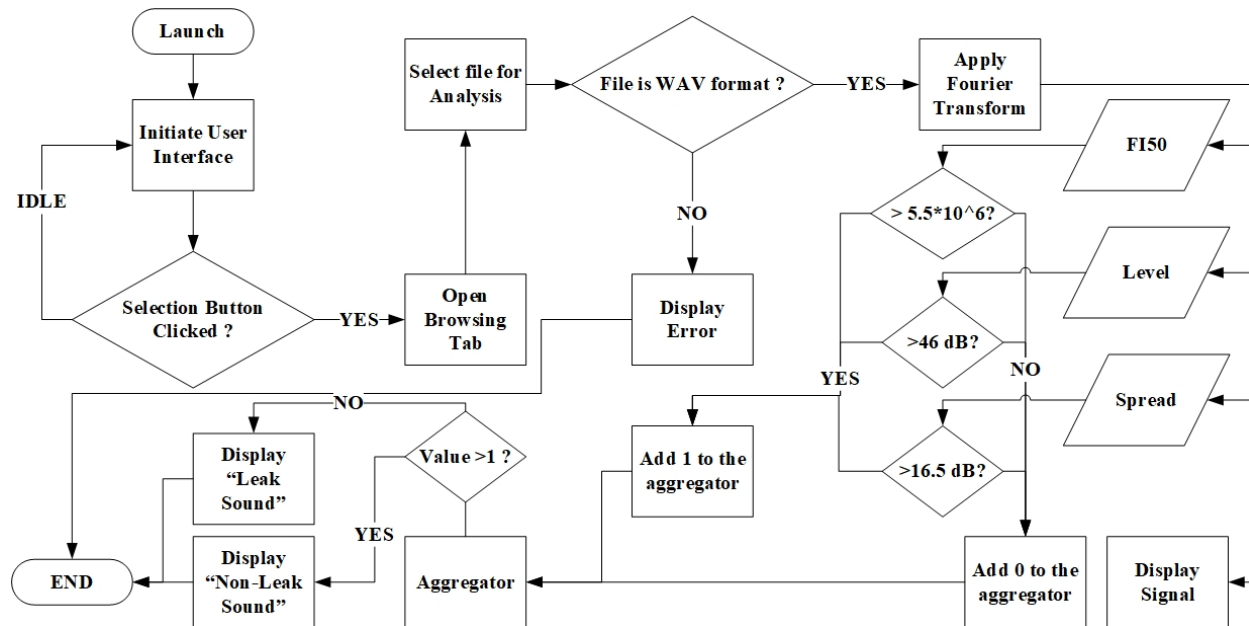 Launch
Initiate User
Interface
IDLE
Selection Button
Clicked ?
YES
Open
Browsing
Tab
Select file for
Analysis
File is WAV format ?
YES
NO
Display
Error
Apply
Fourier
Transform
FI50
> 5.5*10^6?
Level
>46 dB?
Spread
>16.5 dB?
YES
NO
Add 1 to the
aggregator
Add 0 to the
aggregator
Display
Signal
Aggregator
Value >1 ?
NO
Display
“Leak
Sound”
YES
Display
“Non-Leak
Sound”
END